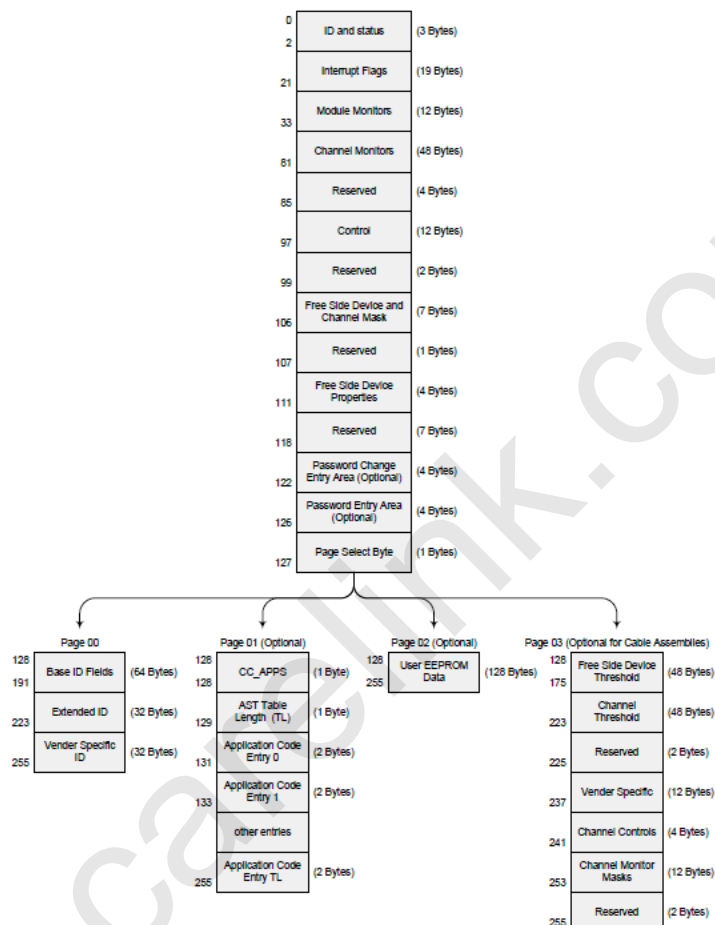 0
ID and status (3 Bytes)
2
Interrupt Flags (19 Bytes)
21
Module Monitors (12 Bytes)
33
Channel Monitors (48 Bytes)
81
Reserved (4 Bytes)
85
Control (12 Bytes)
97
Reserved (2 Bytes)
99
Free Side Device and
Channel Mask (7 Bytes)
106
Reserved (1 Bytes)
107
Free Side Device
Properties (4 Bytes)
111
Reserved (7 Bytes)
118
Password Change
Entry Area (Optional) (4 Bytes)
122
Password Entry Area
(Optional) (4 Bytes)
126
Page Select Byte (1 Bytes)
127
Page 00
128
Base ID Fields (64 Bytes)
191
Extended ID (32 Bytes)
223
Vender Specific
ID (32 Bytes)
255
Page 01 (Optional)
128
CC_APPS (1 Byte)
128
AST Table
Length (TL) (1 Byte)
129
Application Code
Entry 0 (2 Bytes)
131
Application Code
Entry 1 (2 Bytes)
133
other entries
Application Code
Entry TL (2 Bytes)
255
Page 02 (Optional)
128
User EEPROM
Data (128 Bytes)
255
Page 03 (Optional for Cable Assemblies)
128
Free Side Device
Threshold (48 Bytes)
175
Channel
Threshold (48 Bytes)
223
Reserved (2 Bytes)
225
Vender Specific (12 Bytes)
237
Channel Controls (4 Bytes)
241
Channel Monitor
Masks (12 Bytes)
253
Reserved (2 Bytes)
255
carelink.co